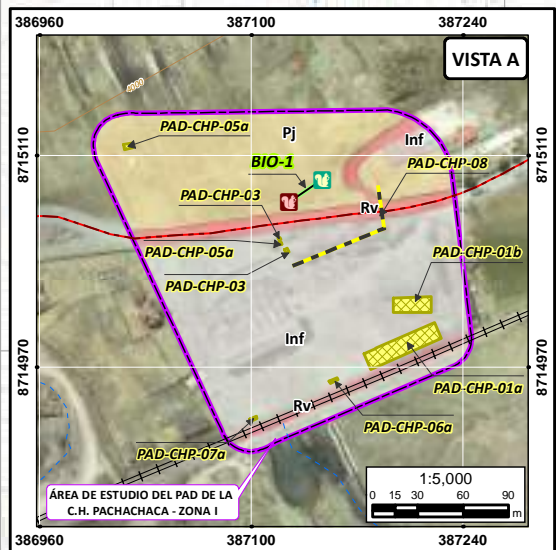 386960
387100
387240
VISTA A
4100
8715110
8715110
PAD-CHP-05a
Pj
Inf
BIO-1
PAD-CHP-08
PAD-CHP-03
Rv
PAD-CHP-05a
PAD-CHP-01b
PAD-CHP-03
Inf
8714970
8714970
PAD-CHP-01a
Rv
PAD-CHP-06a
PAD-CHP-07a
ÁREA DE ESTUDIO DEL PAD DE LA
C.H. PACHACHACA - ZONA I
1:5,000
0 15 30 60 90
m
386960
387100
387240